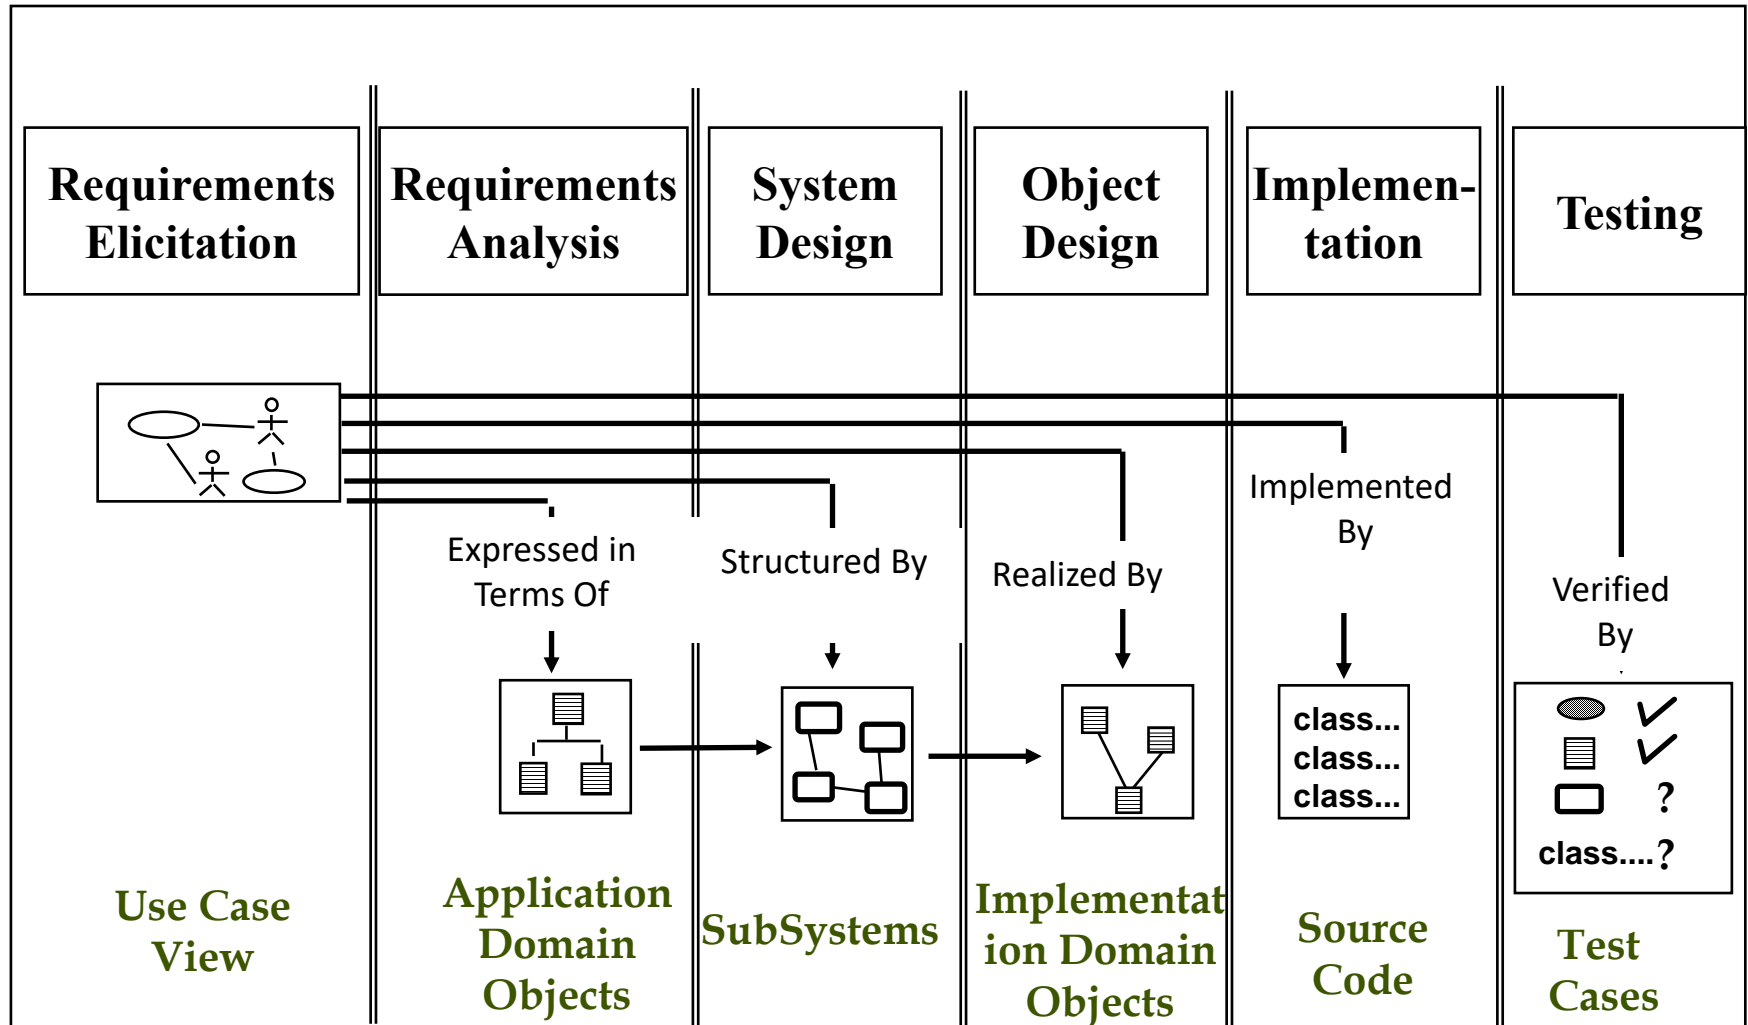 Requirements
Elicitation
Requirements
Analysis
System
Design
Object
Design
Implemen-
tation
Testing
Expressed in
Terms Of
Structured By
Realized By
Implemented
By
Verified
By
class...
class...
class...
?
class....?
Use Case
View
Application
Domain
Objects
SubSystems
Implementat
ion Domain
Objects
Source
Code
Test
Cases